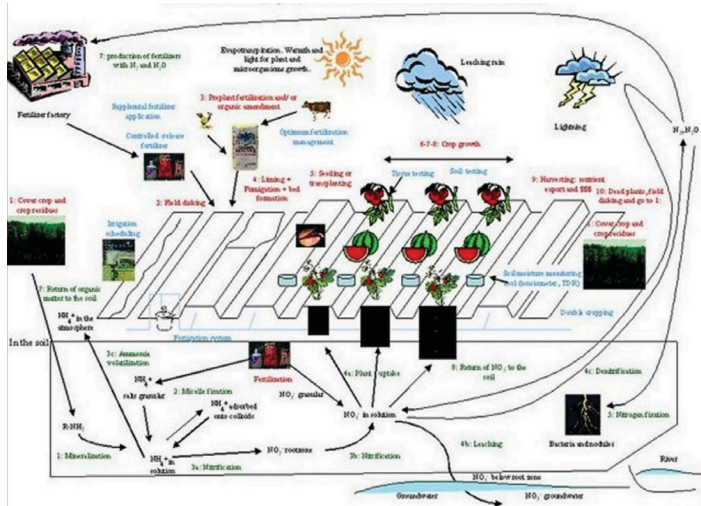 7: production of fertilizers
with N₂ and N₂O
Fertilizer factory
Evapotranspiration. Warmth and
light for plant and
microorganisms growth.
Leaching rain
Lightning
N₂,N₂O
Supplemental fertilizer
application
Controlled-release
fertilizer
3: Preplant fertilization and/or
organic amendment
Optimum fertilization
management
6-7-8: Crop growth
Tissue testing
Soil testing
1: Cover crop and
crop residues
2: Field disking
4: Liming +
Fumigation + bed
formation
5: Seeding or
transplanting
9: Harvesting: nutrient
export and $$$
10: Dead plants, field
disking and go to 1:
Cover crop and
crop residues
Irrigation
scheduling
Soil moisture monitoring
tool (tensiometer, TDR)
Double cropping
Return of organic
matter to the soil
NH₄⁺ in the
atmosphere
Fertigation system
In the soil
3c: Ammonia
volatilization
NH₄⁺
salts granular
2: Micelle fixation
NH₄⁺ adsorbed
onto colloids
Fertilization
NO₃⁻ granular
4a: Plant uptake
8: Return of NO₃⁻ to the
soil
4c: Denitrification
5: Nitrogen fixation
R-NH₂
1: Mineralization
NH₄⁺ in
solution
3a: Nitrification
NO₂⁻ rootzone
3b: Nitrification
NO₃⁻ in solution
4b: Leaching
Bacteria and nodules
NO₃⁻ below root zone
River
Groundwater
NO₃⁻ groundwater